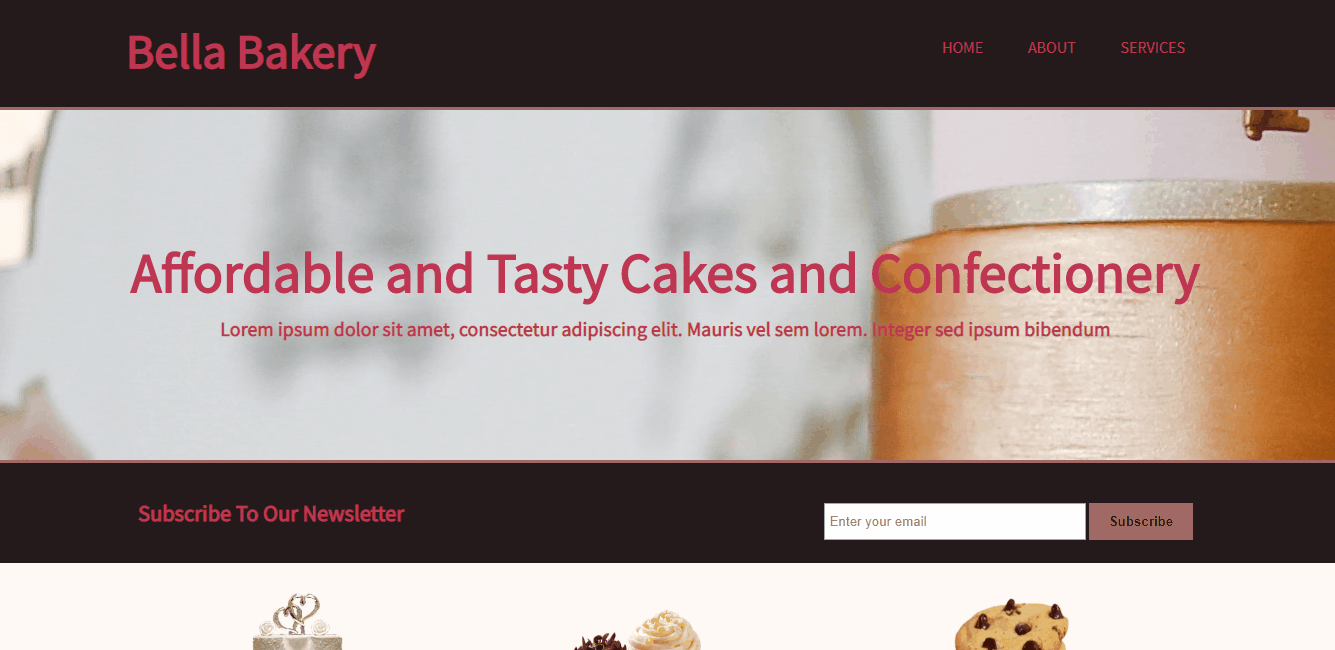 Bella Bakery
HOME ABOUT SERVICES
Affordable and Tasty Cakes and Confectionery
Lorem ipsum dolor sit amet, consectetur adipiscing elit. Mauris vel sem lorem. Integer sed ipsum bibendum
Subscribe To Our Newsletter
Enter your email Subscribe